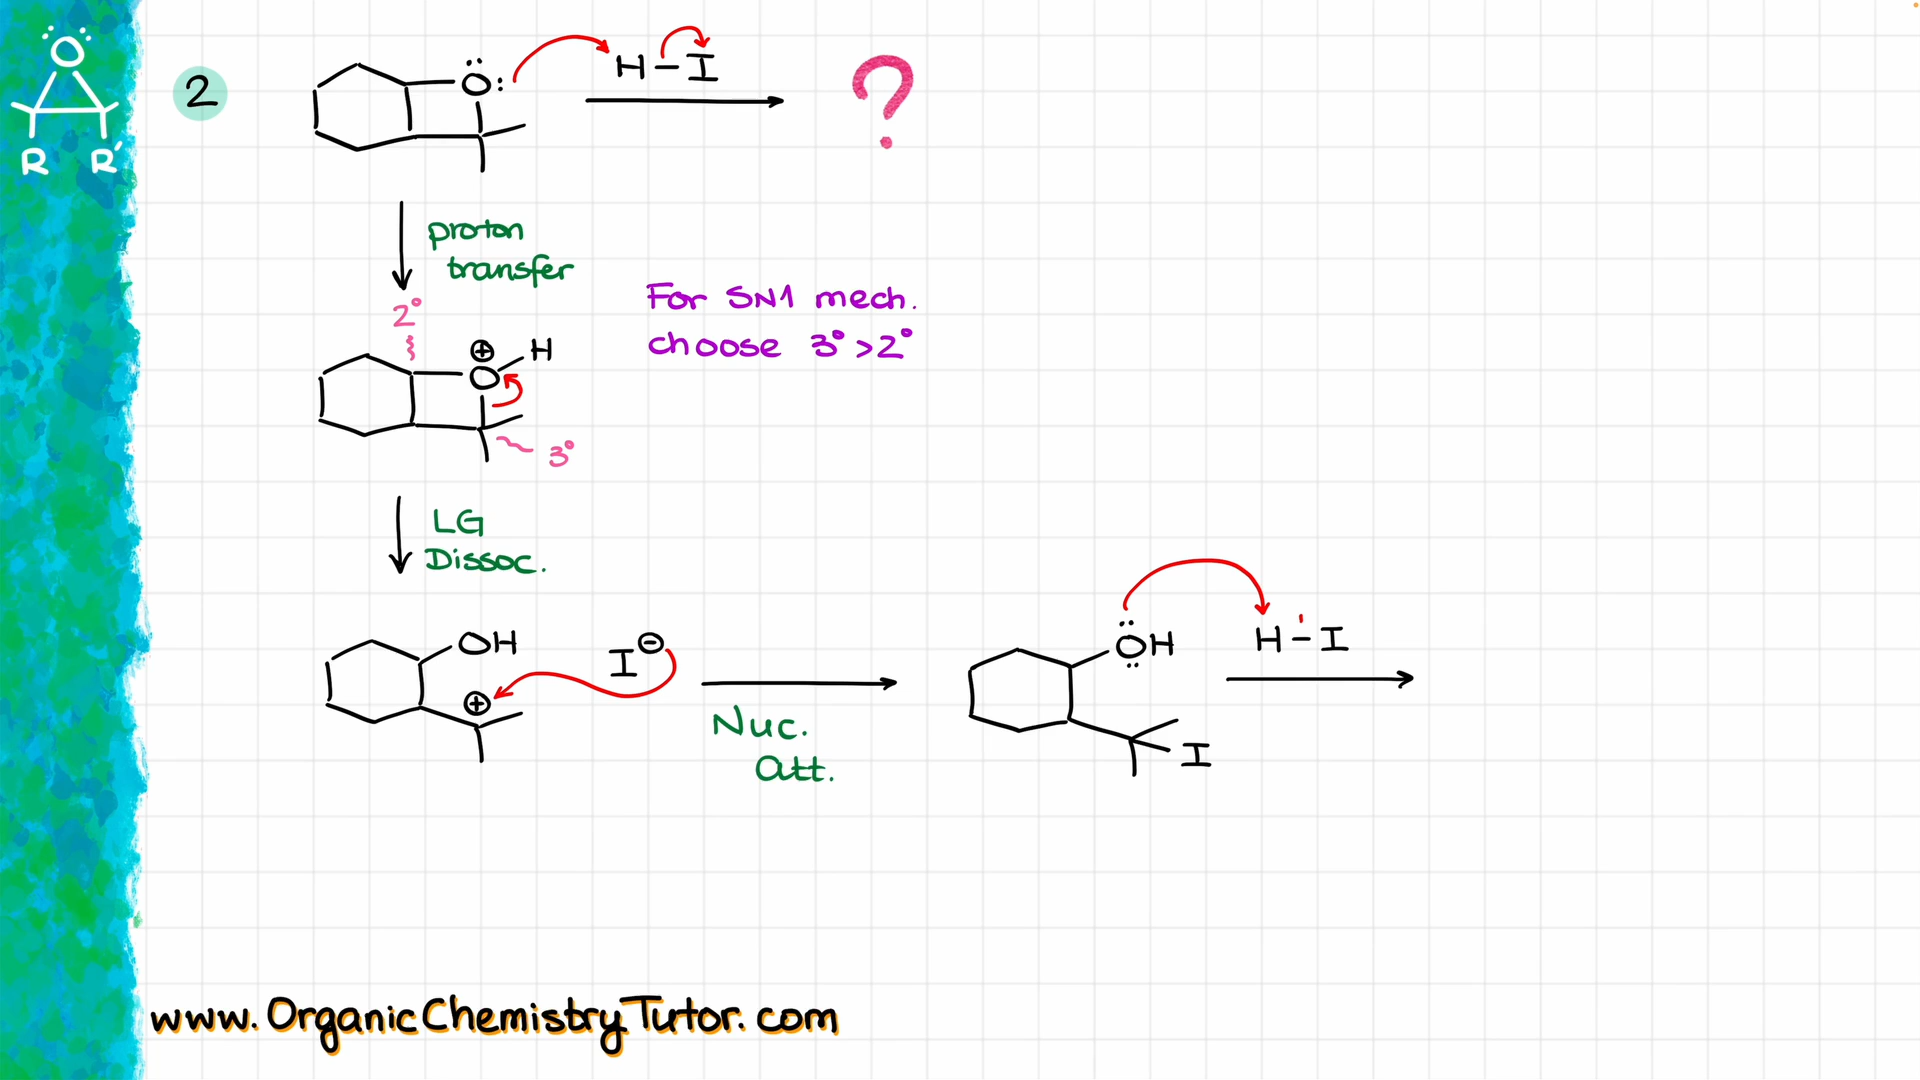 O
R R'
2
O
H-I
?
proton
transfer
2°
⊕
O H
3°
For SN1 mech.
choose 3°>2°
LG
Dissoc.
OH
⊕
I⊖
Nuc.
Att.
OH
I
H-I
www.OrganicChemistryTutor.com